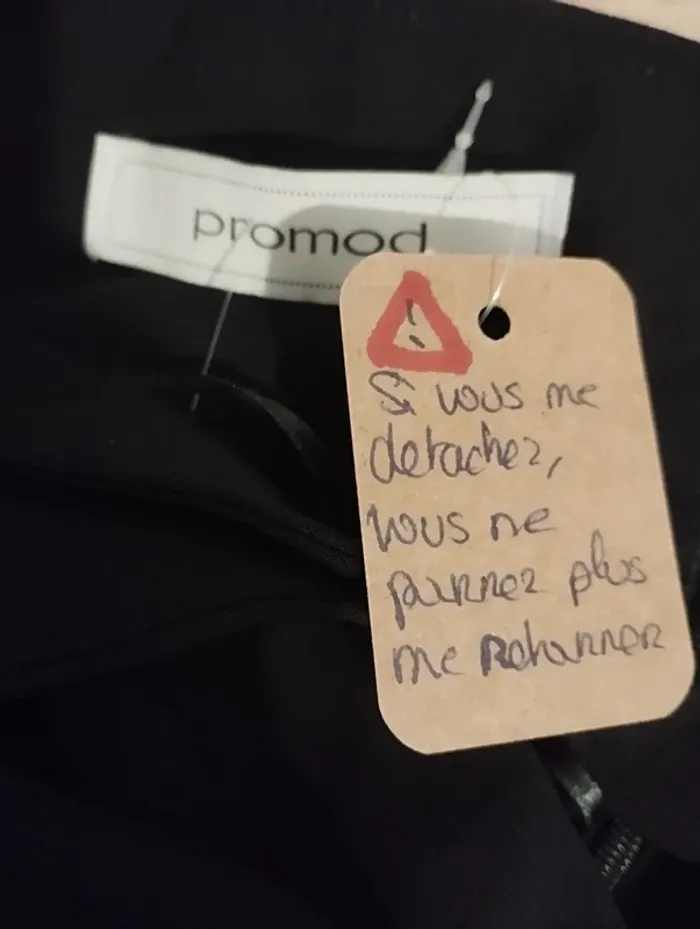 promod
!
Si vous me
detachez,
vous ne
pourrez plus
me retourner